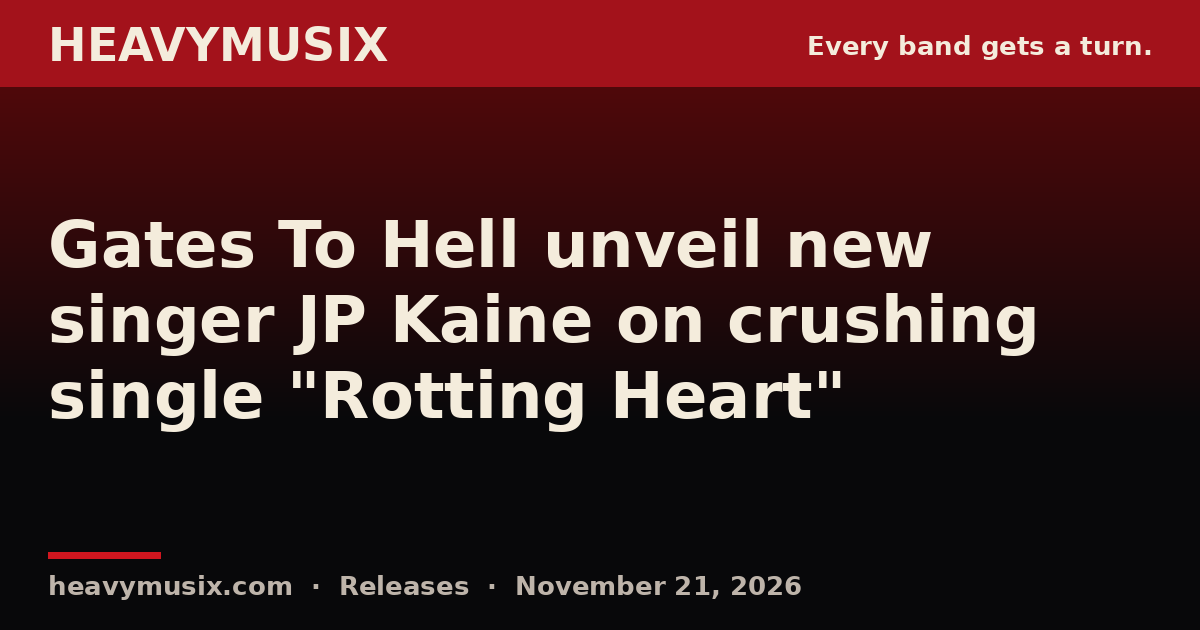 HEAVYMUSIX
Every band gets a turn.
Gates To Hell unveil new
singer JP Kaine on crushing
single "Rotting Heart"
heavymusix.com · Releases · November 21, 2026